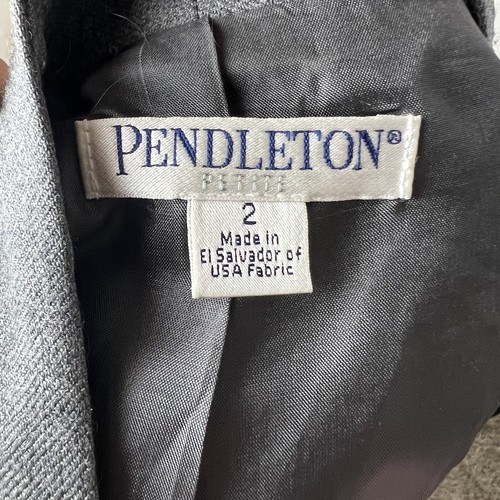 PENDLETON®
PETITE
2
Made in
El Salvador of
USA Fabric